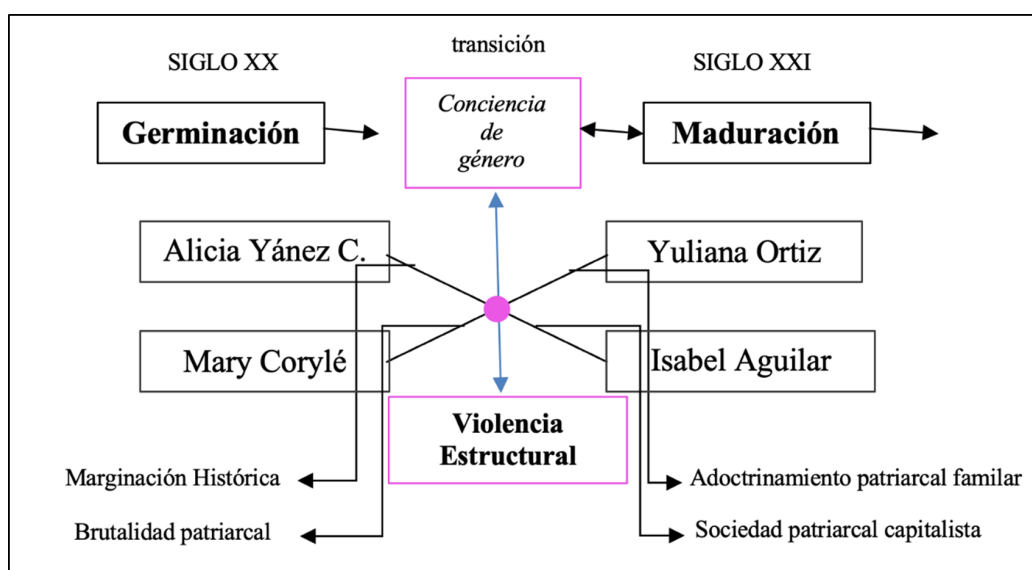 transición
SIGLO XX
SIGLO XXI
Conciencia
de
género
Germinación
Maduración
Alicia Yánez C.
Yuliana Ortiz
Mary Corylé
Isabel Aguilar
Violencia
Estructural
Marginación Histórica
Adoctrinamiento patriarcal familar
Brutalidad patriarcal
Sociedad patriarcal capitalista